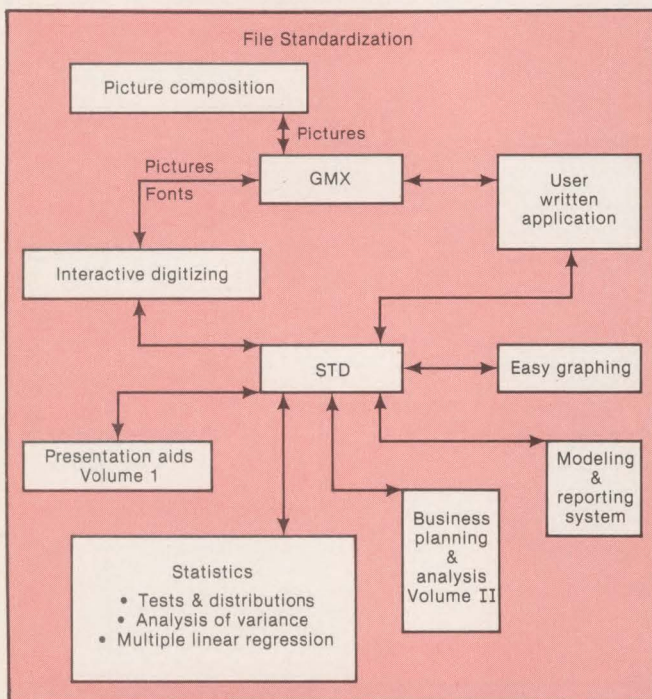 File Standardization
Picture composition
Pictures
Pictures
Fonts
GMX
User
written
application
Interactive digitizing
STD
Easy graphing
Presentation aids
Volume 1
Modeling
&
reporting
system
Business
planning
&
analysis
Volume II
Statistics
• Tests & distributions
• Analysis of variance
• Multiple linear regression